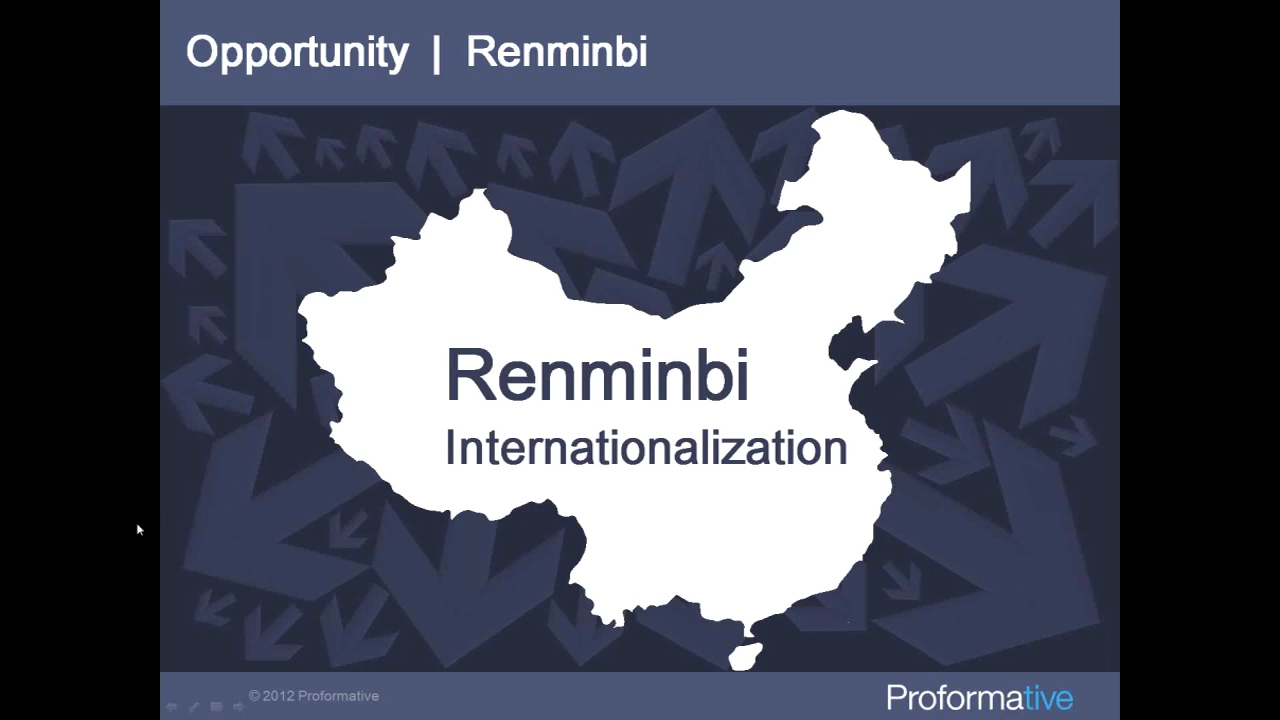 Opportunity | Renminbi
Renminbi
Internationalization
© 2012 Proformative
Proformative